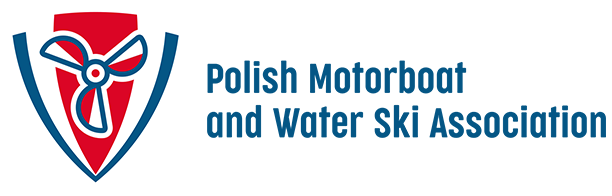 Polish Motorboat
and Water Ski Association